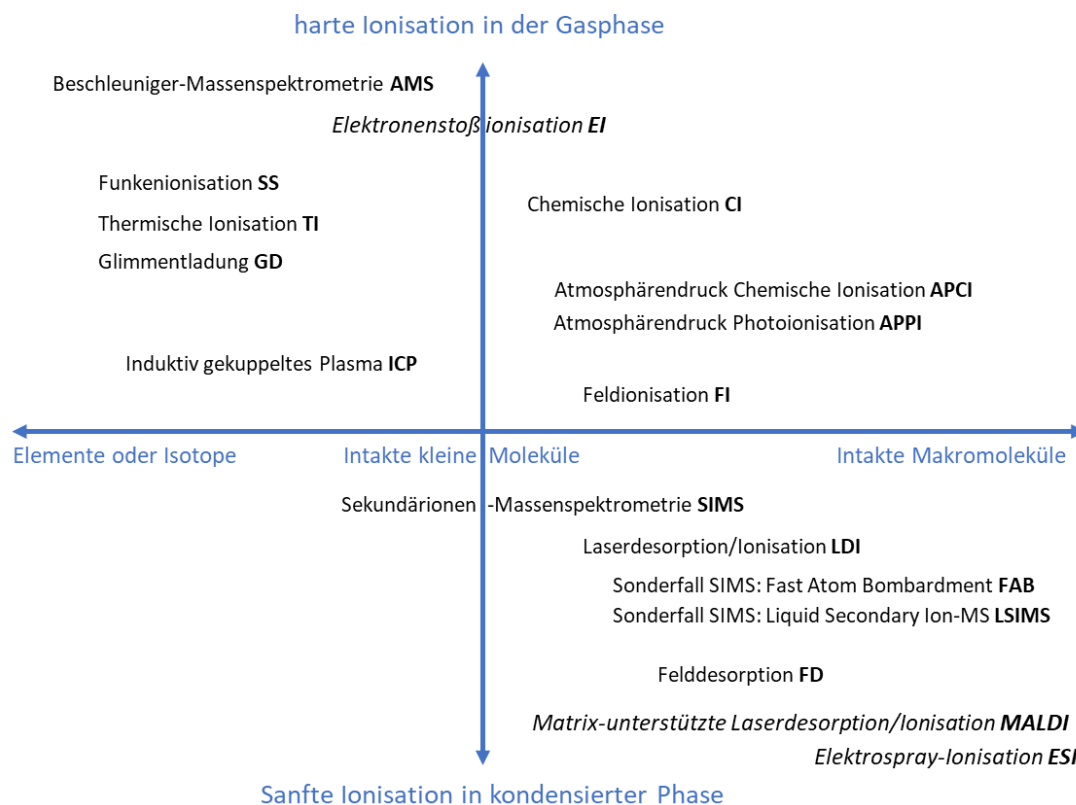 harte Ionisation in der Gasphase
Beschleuniger-Massenspektrometrie AMS
Elektronenstoßionisation EI
Funkenionisation SS
Chemische Ionisation CI
Thermische Ionisation TI
Glimmentladung GD
Atmosphärendruck Chemische Ionisation APCI
Atmosphärendruck Photoionisation APPI
Induktiv gekuppeltes Plasma ICP
Feldionisation FI
Elemente oder Isotope
Intakte kleine Moleküle
Intakte Makromoleküle
Sekundärionen -Massenspektrometrie SIMS
Laserdesorption/Ionisation LDI
Sonderfall SIMS: Fast Atom Bombardment FAB
Sonderfall SIMS: Liquid Secondary Ion-MS LSIMS
Felddesorption FD
Matrix-unterstützte Laserdesorption/Ionisation MALDI
Elektrospray-Ionisation ESI
Sanfte Ionisation in kondensierter Phase